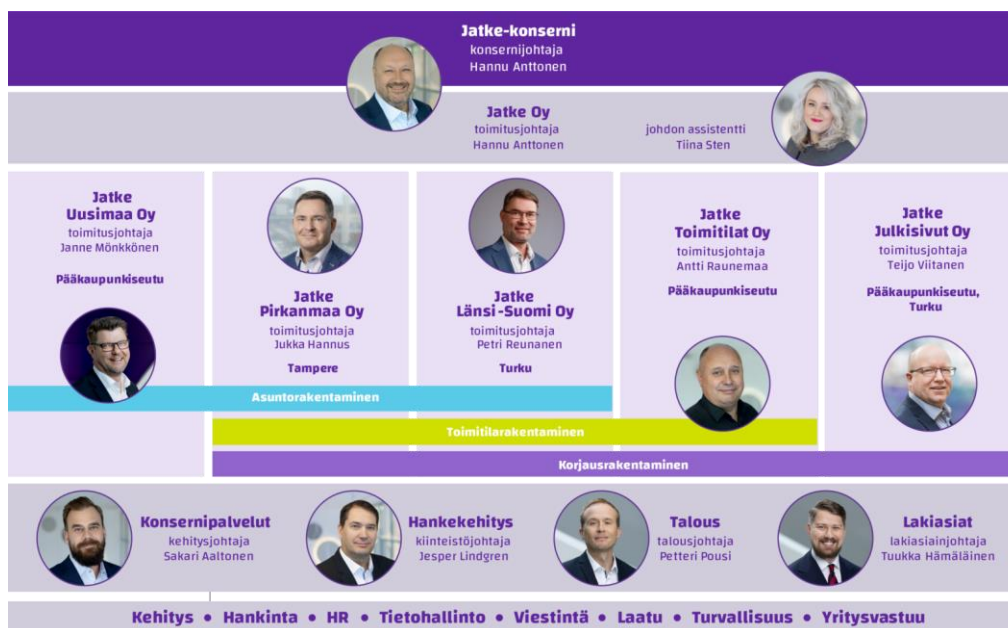 Jatke-konserni
konsernijohtaja
Hannu Anttonen
Jatke Oy
toimitusjohtaja
Hannu Anttonen
johdon assistentti
Tiina Sten
Jatke
Uusimaa Oy
toimitusjohtaja
Janne Mönkkönen
Pääkaupunkiseutu
Jatke
Pirkanmaa Oy
toimitusjohtaja
Jukka Hannus
Tampere
Jatke
Länsi-Suomi Oy
toimitusjohtaja
Petri Reunanen
Turku
Jatke
Toimitilat Oy
toimitusjohtaja
Antti Raunemaa
Pääkaupunkiseutu
Jatke
Julkisivut Oy
toimitusjohtaja
Teijo Viitanen
Pääkaupunkiseutu,
Turku
Asuntorakentaminen
Toimitilarakentaminen
Korjausrakentaminen
Konsernipalvelut
kehitysjohtaja
Sakari Aaltonen
Hankekehitys
kiinteistöjohtaja
Jesper Lindgren
Talous
talousjohtaja
Petteri Pousi
Lakiasiat
lakiasiainjohtaja
Tuukka Hämäläinen
Kehitys • Hankinta • HR • Tietohallinto • Viestintä • Laatu • Turvallisuus • Yritysvastuu